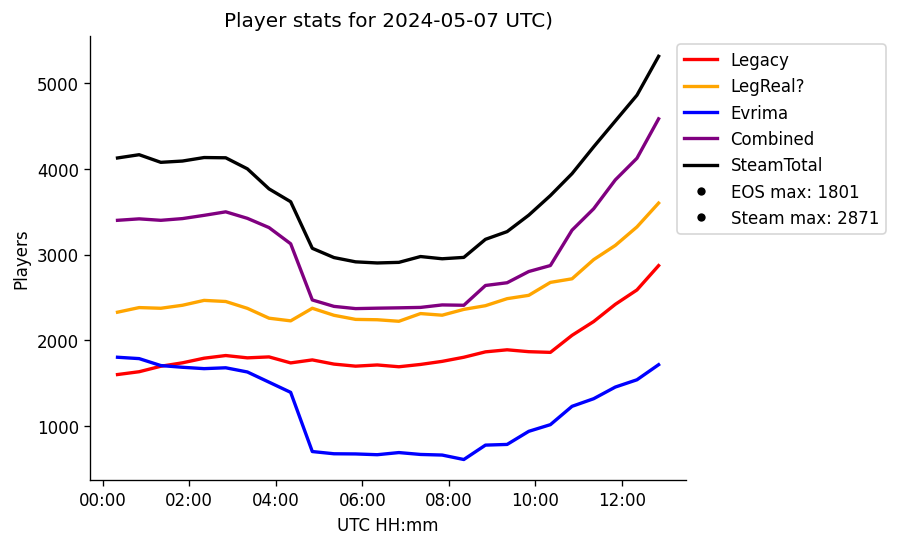 Player stats for 2024-05-07 UTC)
Players
5000
4000
3000
2000
1000
00:00 02:00 04:00 06:00 08:00 10:00 12:00
UTC HH:mm
Legacy
LegReal?
Evrima
Combined
SteamTotal
EOS max: 1801
Steam max: 2871